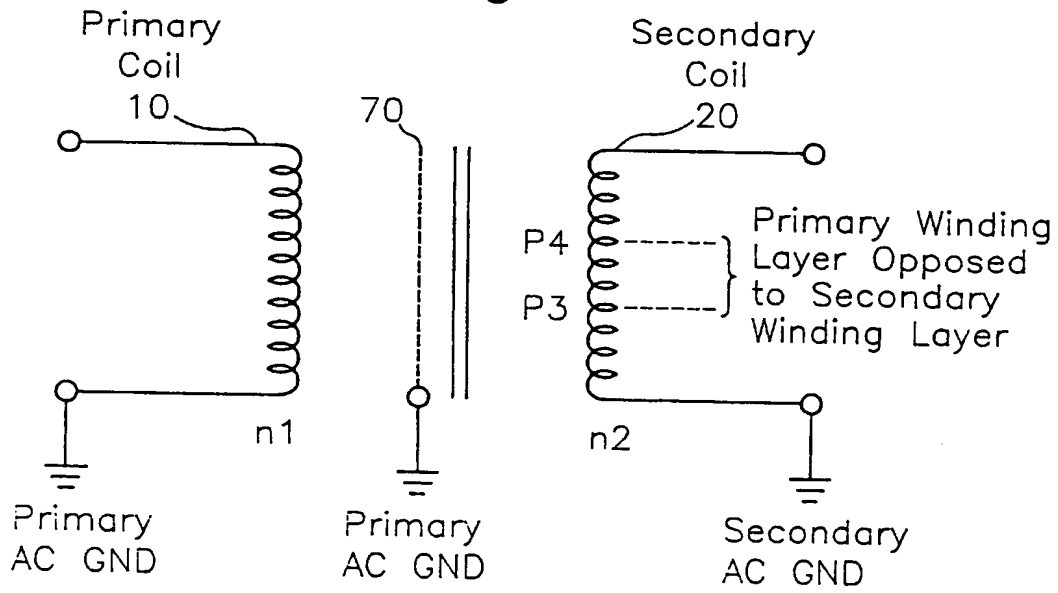 Primary
Coil
10
70
Secondary
Coil
20
P4
P3
Primary Winding
Layer Opposed
to Secondary
Winding Layer
n1
n2
Primary
AC GND
Primary
AC GND
Secondary
AC GND